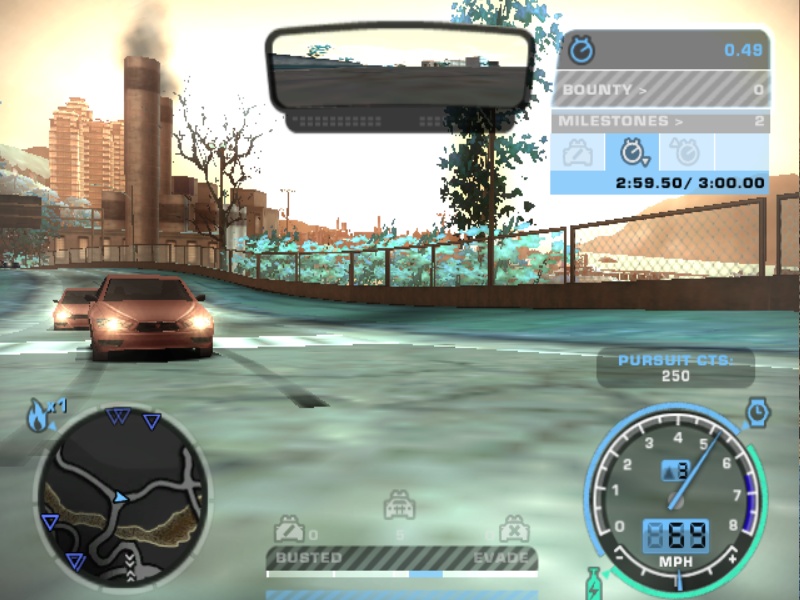 0.49
BOUNTY > 0
MILESTONES > 2
2:59.50/ 3:00.00
PURSUIT CTS:
250
x1
0 1 2 3 4 5 6 7 8
3
69
MPH
0 5
BUSTED EVADE